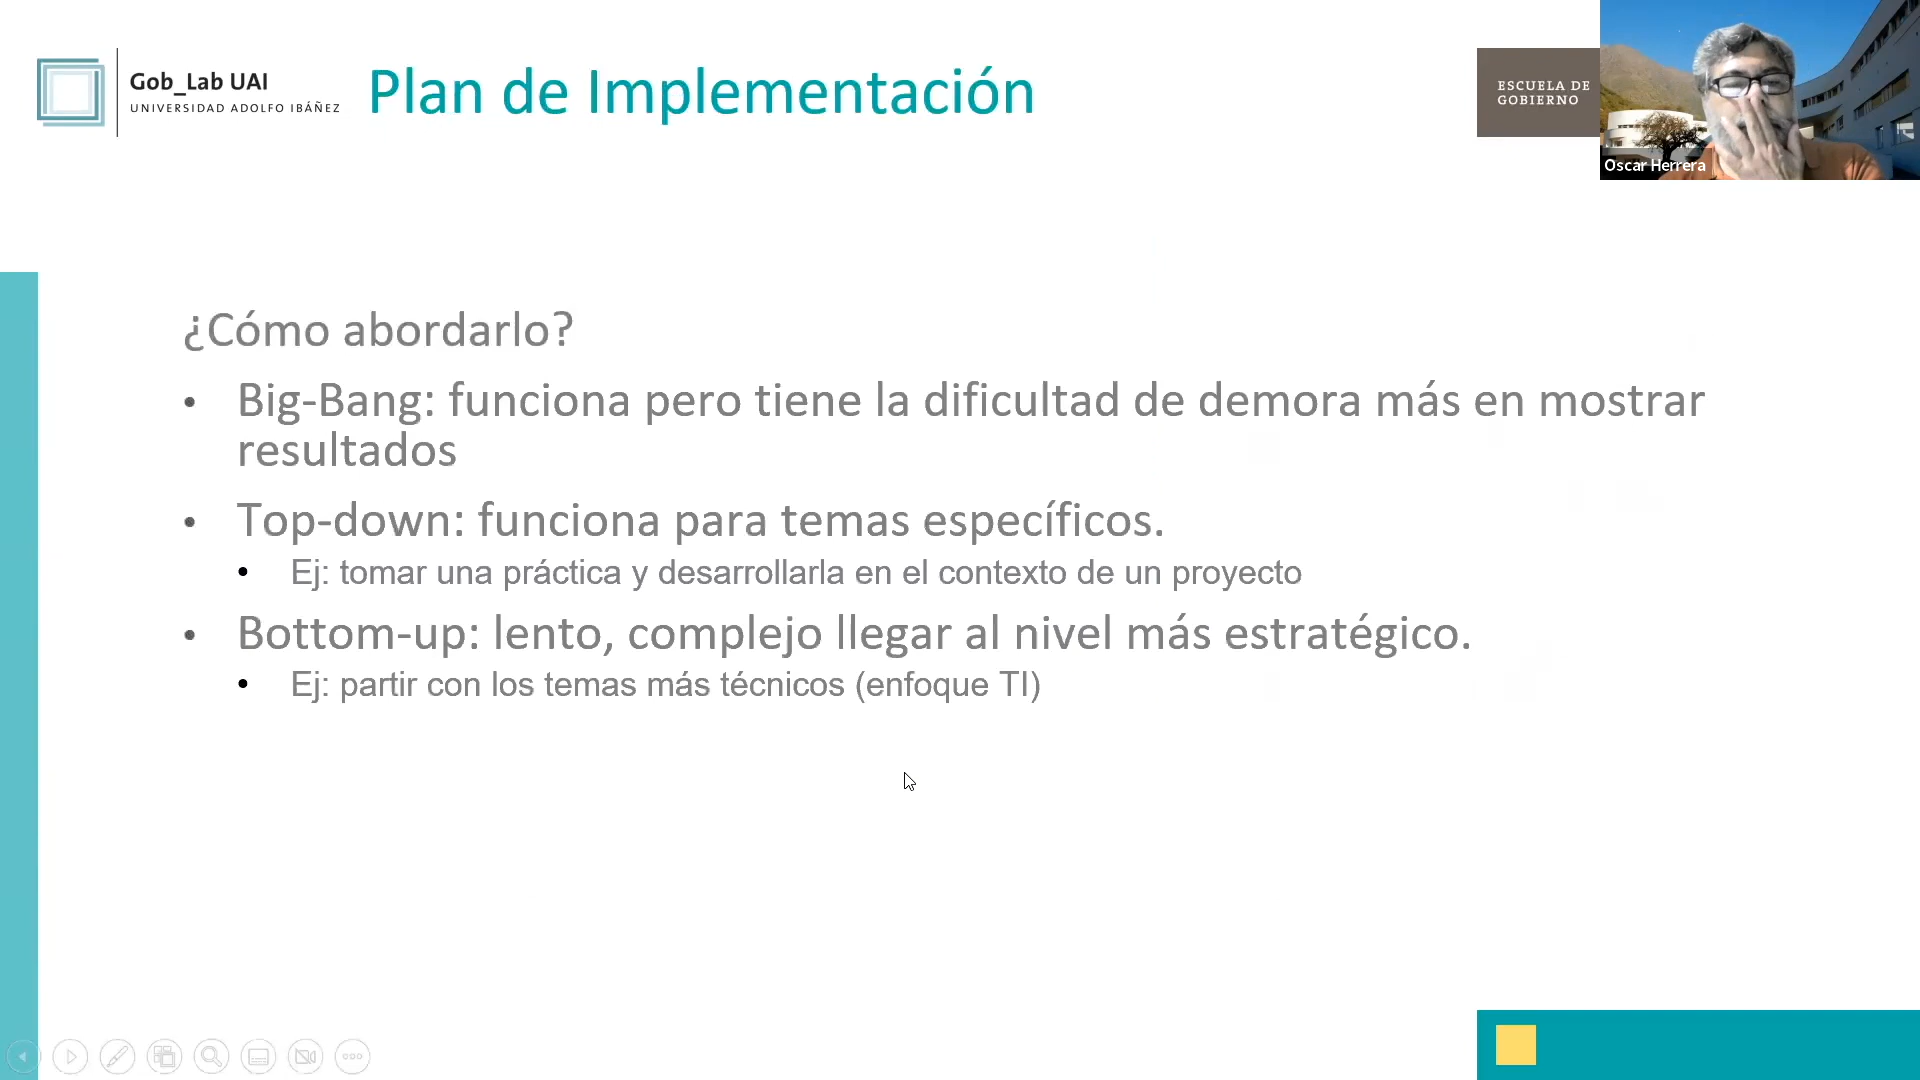 Gob_Lab UAI
UNIVERSIDAD ADOLFO IBÁÑEZ
Plan de Implementación
ESCUELA DE
GOBIERNO
Oscar Herrera
¿Cómo abordarlo?
• Big-Bang: funciona pero tiene la dificultad de demora más en mostrar
resultados
• Top-down: funciona para temas específicos.
• Ej: tomar una práctica y desarrollarla en el contexto de un proyecto
• Bottom-up: lento, complejo llegar al nivel más estratégico.
• Ej: partir con los temas más técnicos (enfoque TI)